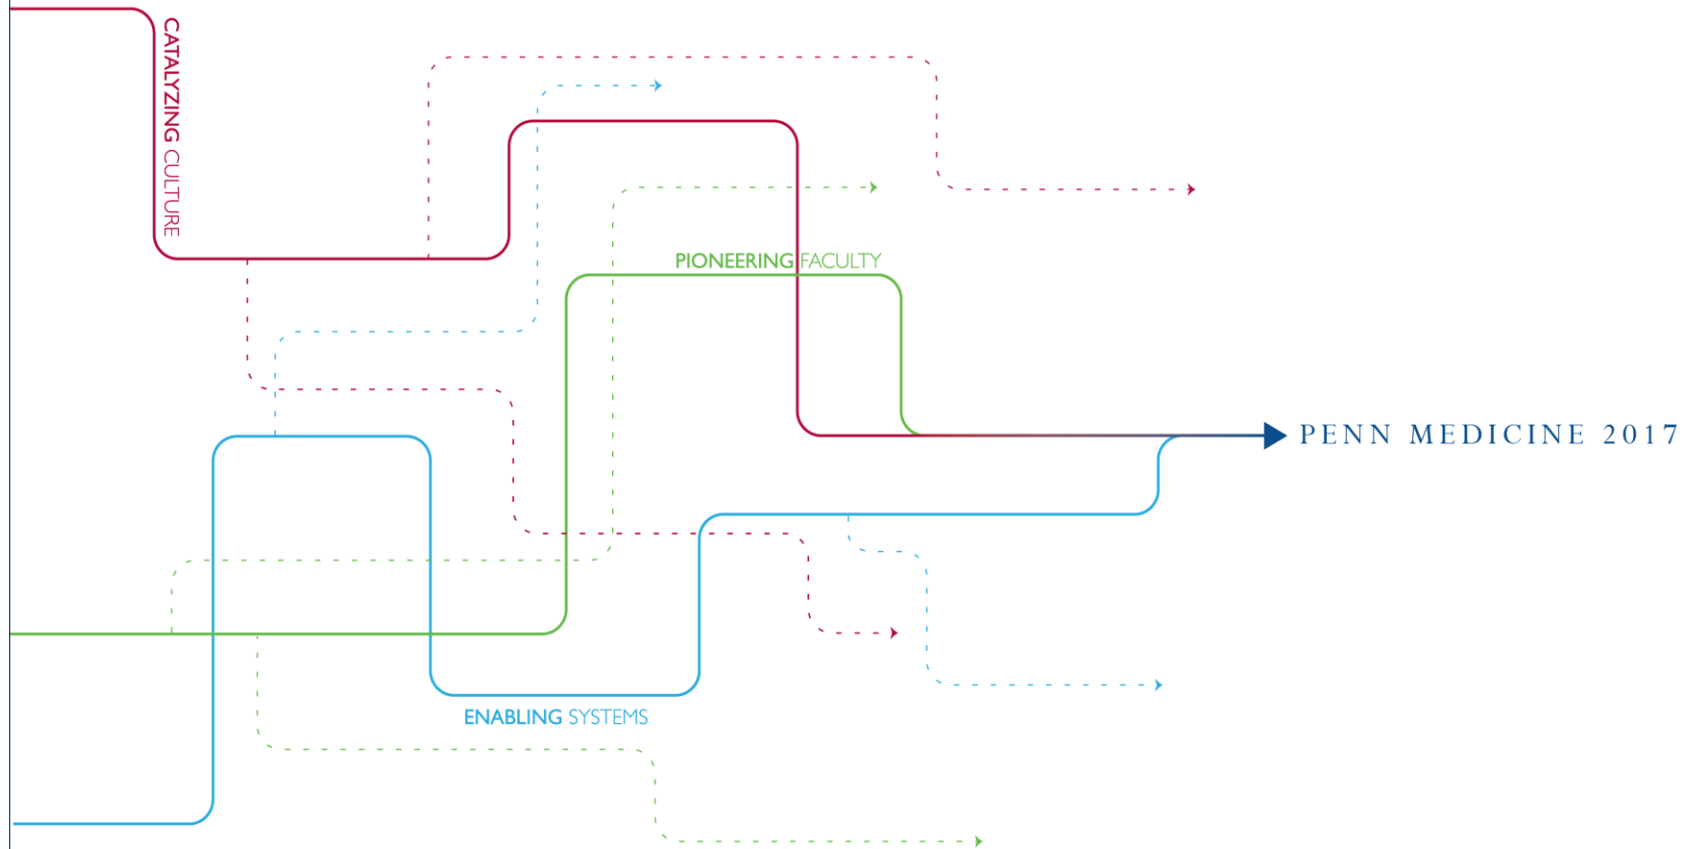 CATALYZING CULTURE
PIONEERING FACULTY
PENN MEDICINE 2017
ENABLING SYSTEMS